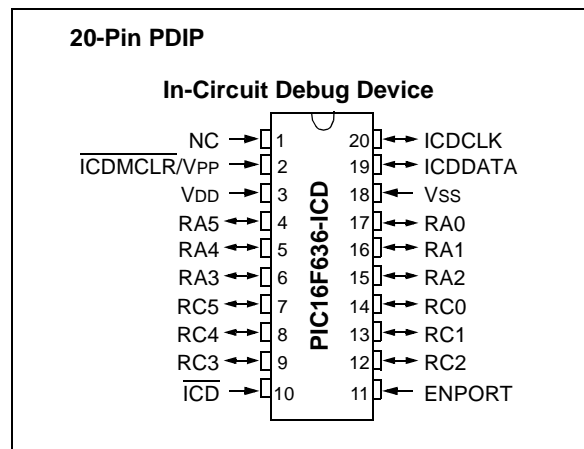 20-Pin PDIP
In-Circuit Debug Device
NC 1 20 ICDCLK
ICDMCLR/VPP 2 19 ICDDATA
VDD 3 18 VSS
RA5 4 17 RA0
RA4 5 16 RA1
RA3 6 15 RA2
RC5 7 14 RC0
RC4 8 13 RC1
RC3 9 12 RC2
ICD 10 11 ENPORT
PIC16F636-ICD